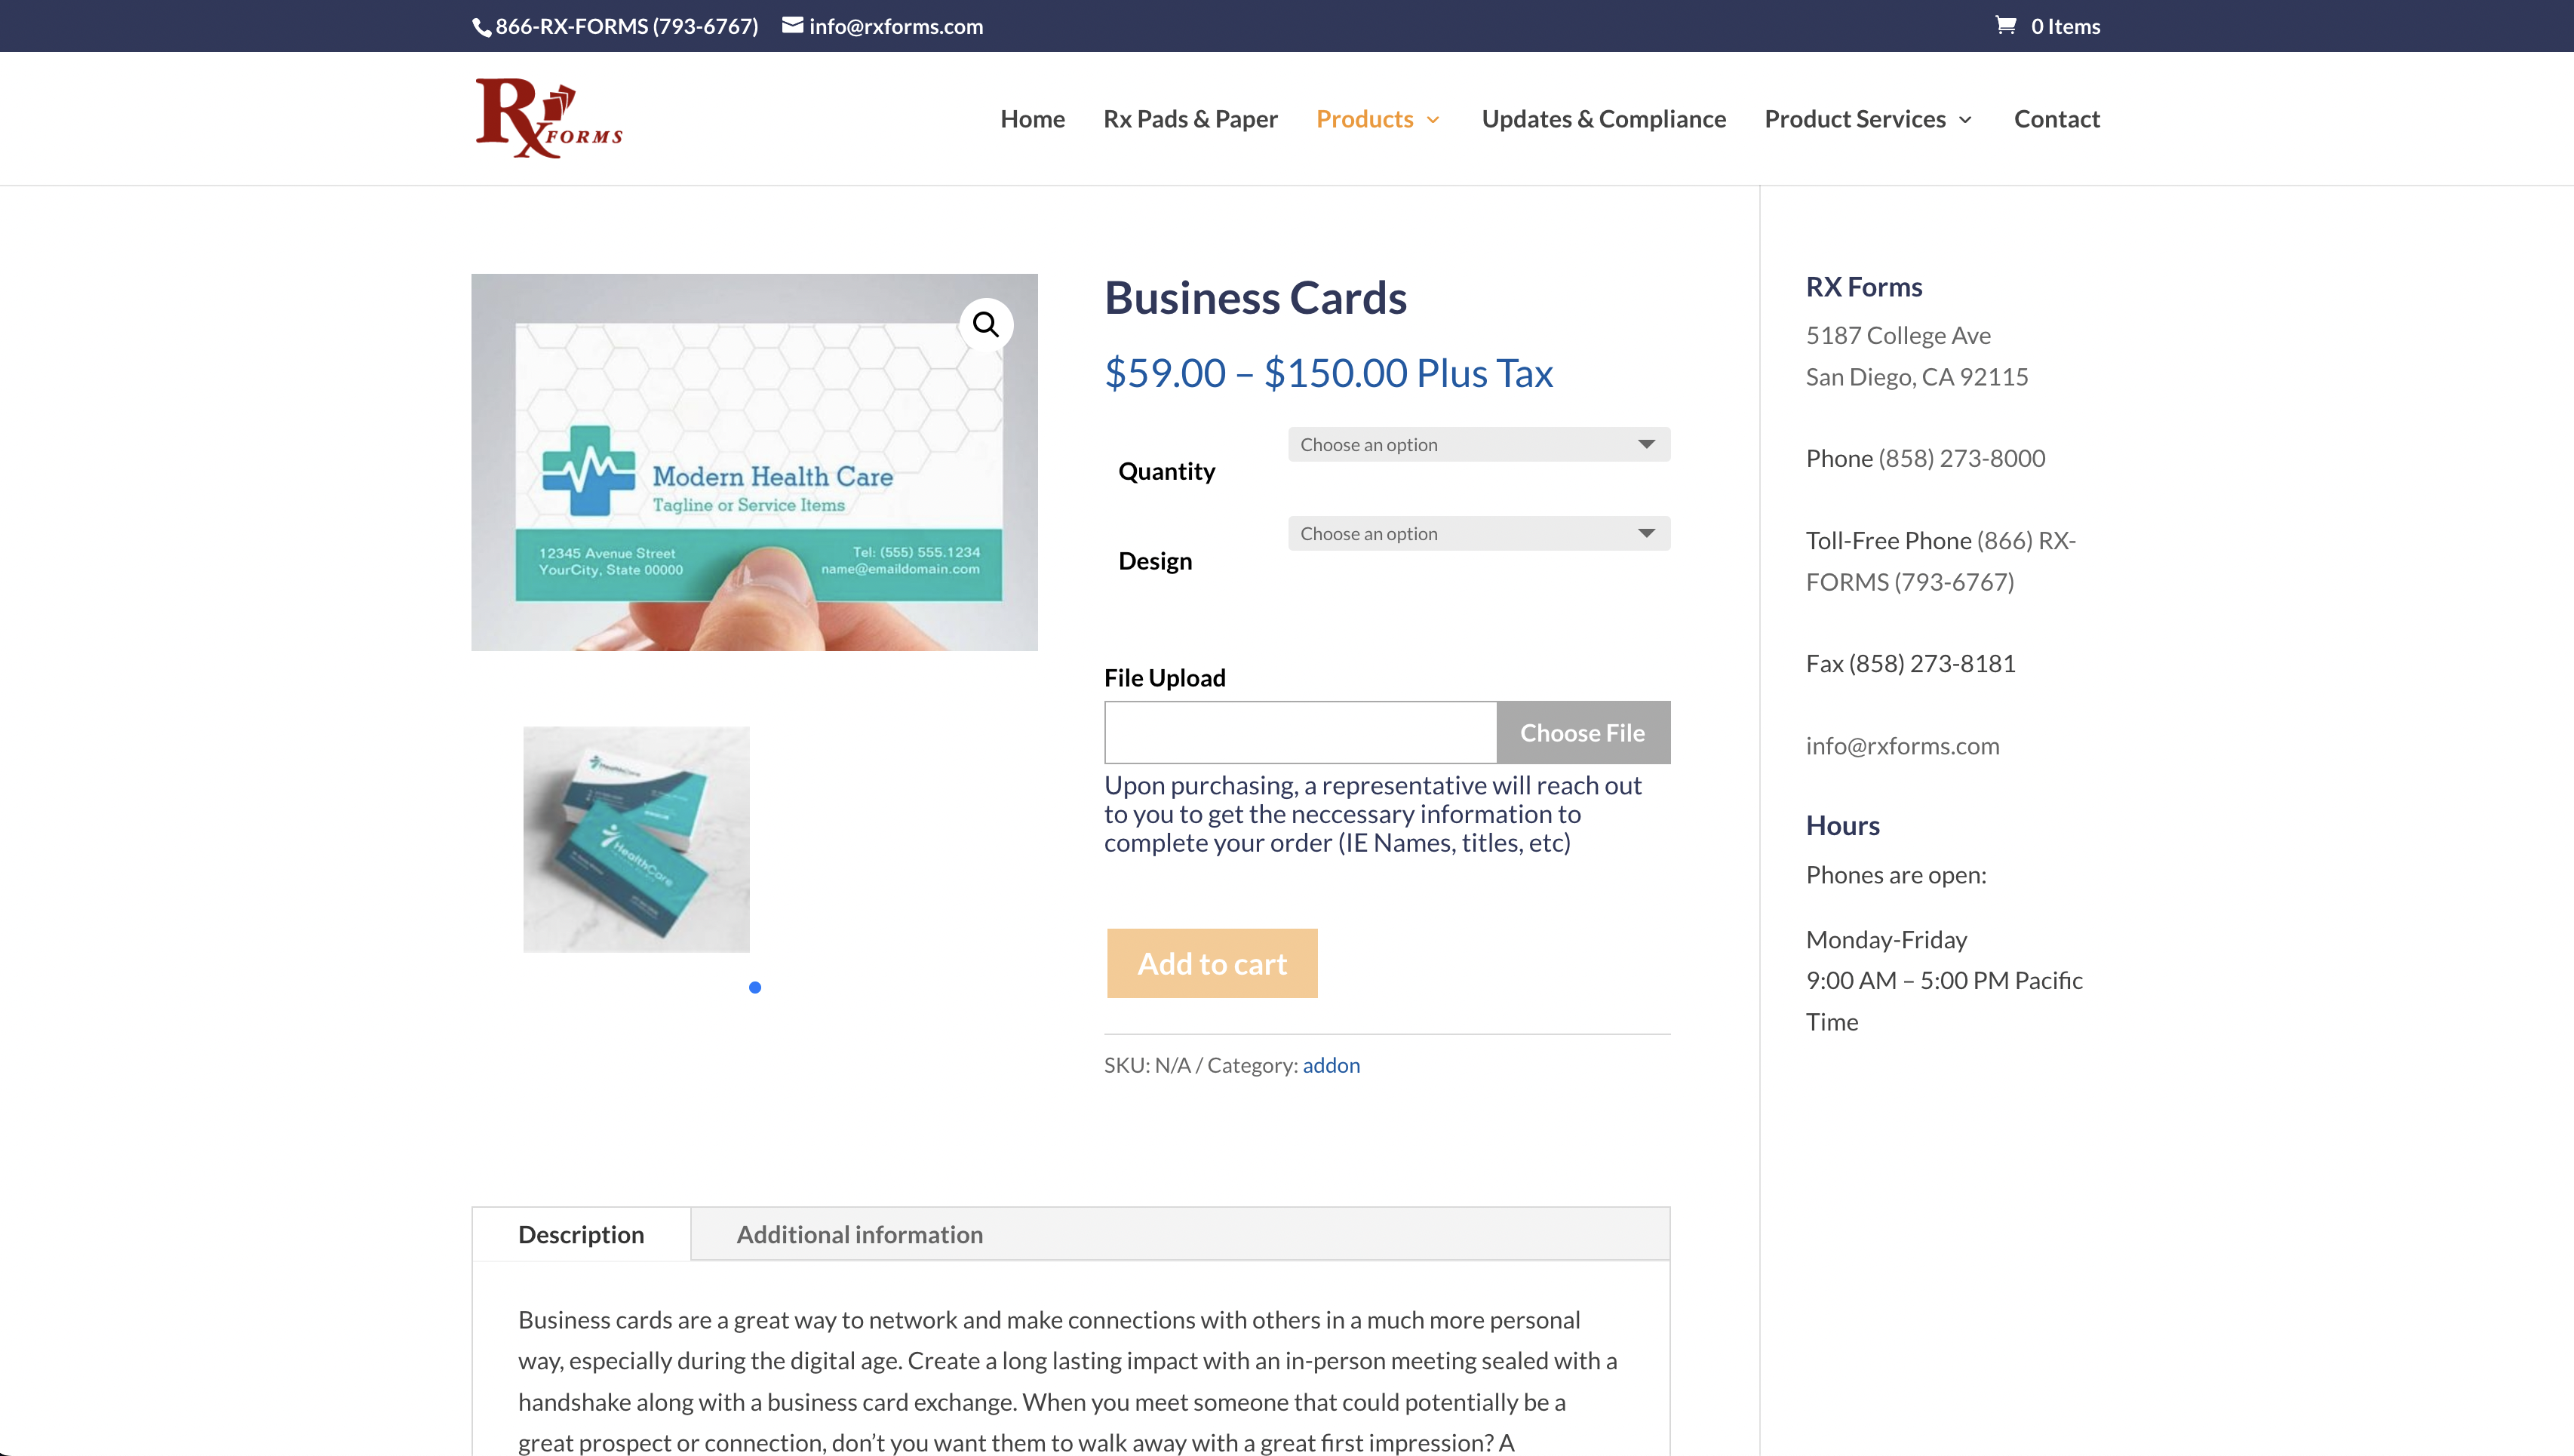 866-RX-FORMS (793-6767) info@rxforms.com 0 Items
Rx FORMS
Home Rx Pads & Paper Products Updates & Compliance Product Services Contact
Modern Health Care
Tagline or Service Items
12345 Avenue Street
YourCity, State 00000
Tel: (555) 555.1234
name@emaildomain.com
HealthCare
HealthCare
Business Cards
$59.00 – $150.00 Plus Tax
Quantity
Choose an option
Design
Choose an option
File Upload
Choose File
Upon purchasing, a representative will reach out
to you to get the neccessary information to
complete your order (IE Names, titles, etc)
Add to cart
SKU: N/A / Category: addon
RX Forms
5187 College Ave
San Diego, CA 92115
Phone (858) 273-8000
Toll-Free Phone (866) RX-
FORMS (793-6767)
Fax (858) 273-8181
info@rxforms.com
Hours
Phones are open:
Monday-Friday
9:00 AM – 5:00 PM Pacific
Time
Description
Additional information
Business cards are a great way to network and make connections with others in a much more personal
way, especially during the digital age. Create a long lasting impact with an in-person meeting sealed with a
handshake along with a business card exchange. When you meet someone that could potentially be a
great prospect or connection, don’t you want them to walk away with a great first impression? A